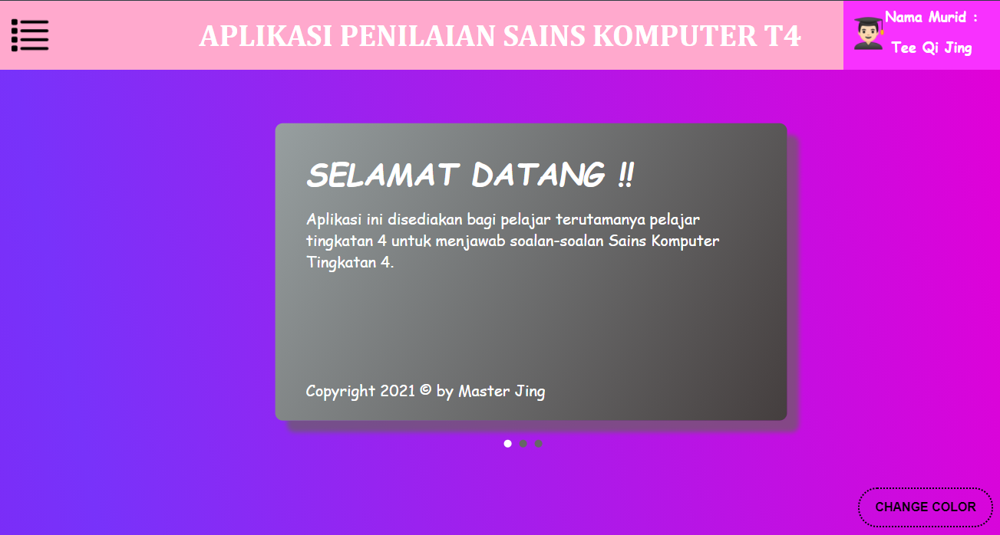 APLIKASI PENILAIAN SAINS KOMPUTER T4
Nama Murid :
Tee Qi Jing
SELAMAT DATANG !!
Aplikasi ini disediakan bagi pelajar terutamanya pelajar
tingkatan 4 untuk menjawab soalan-soalan Sains Komputer
Tingkatan 4.
Copyright 2021 © by Master Jing
CHANGE COLOR